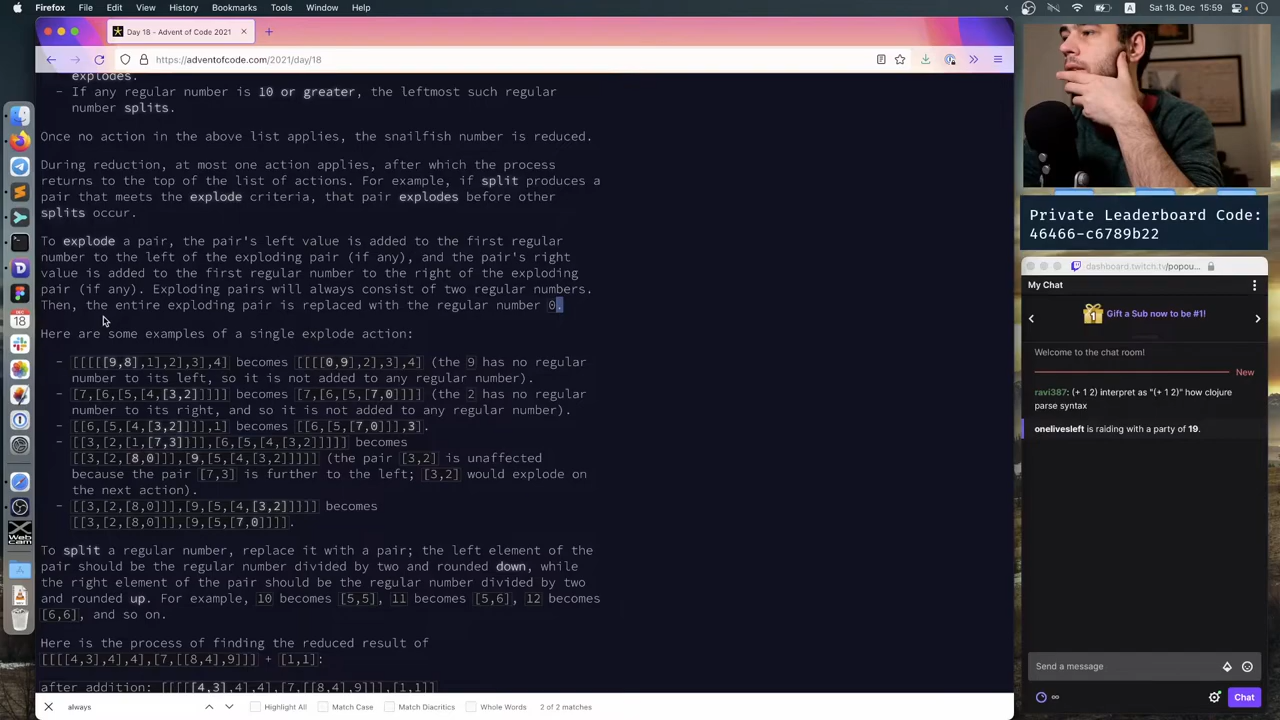 Firefox File Edit View History Bookmarks Tools Window Help
A
Sat 18. Dec 15:59
Day 18 - Advent of Code 2021
https://adventofcode.com/2021/day/18
explodes.
- If any regular number is 10 or greater, the leftmost such regular
number splits.
Once no action in the above list applies, the snailfish number is reduced.
During reduction, at most one action applies, after which the process
returns to the top of the list of actions. For example, if split produces a
pair that meets the explode criteria, that pair explodes before other
splits occur.
To explode a pair, the pair's left value is added to the first regular
number to the left of the exploding pair (if any), and the pair's right
value is added to the first regular number to the right of the exploding
pair (if any). Exploding pairs will always consist of two regular numbers.
Then, the entire exploding pair is replaced with the regular number 0.
Here are some examples of a single explode action:
- [[[[[9,8],1],2],3],4] becomes [[[[0,9],2],3],4] (the 9 has no regular
number to its left, so it is not added to any regular number).
- [7,[6,[5,[4,[3,2]]]]] becomes [7,[6,[5,[7,0]]]] (the 2 has no regular
number to its right, and so it is not added to any regular number).
- [[6,[5,[4,[3,2]]]],1] becomes [[6,[5,[7,0]]],3].
- [[3,[2,[1,[7,3]]]],[6,[5,[4,[3,2]]]]] becomes
[[3,[2,[8,0]]],[9,[5,[4,[3,2]]]]] (the pair [3,2] is unaffected
because the pair [7,3] is further to the left; [3,2] would explode on
the next action).
- [[3,[2,[8,0]]],[9,[5,[4,[3,2]]]]] becomes
[[3,[2,[8,0]]],[9,[5,[7,0]]]].
To split a regular number, replace it with a pair; the left element of the
pair should be the regular number divided by two and rounded down, while
the right element of the pair should be the regular number divided by two
and rounded up. For example, 10 becomes [5,5], 11 becomes [5,6], 12 becomes
[6,6], and so on.
Here is the process of finding the reduced result of
[[[[4,3],4],4],[7,[[8,4],9]]] + [1,1]:
after addition: [[[[[4,3],4],4],[7,[[8,4],9]]],[1,1]]
always
Highlight All
Match Case
Match Diacritics
Whole Words
2 of 2 matches
DEC
18
Private Leaderboard Code:
46466-c6789b22
dashboard.twitch.tv/popou…
My Chat
1
Gift a Sub now to be #1!
Welcome to the chat room!
New
ravi387: (+ 1 2) interpret as "(+ 1 2)" how clojure
parse syntax
onelivesleft is raiding with a party of 19.
Send a message
∞
Chat